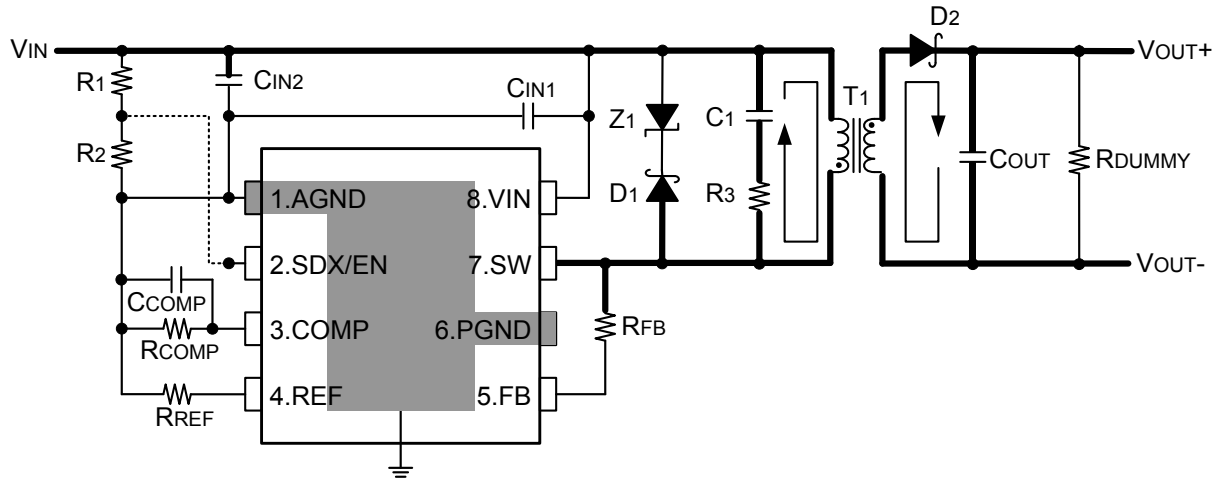 D2
VIN
VOUT+
R1
CIN2
CIN1
Z1
C1
T1
R2
COUT
RDUMMY
1.AGND
8.VIN
D1
R3
2.SDX/EN
7.SW
VOUT-
CCOMP
3.COMP
6.PGND
RFB
RCOMP
4.REF
5.FB
RREF